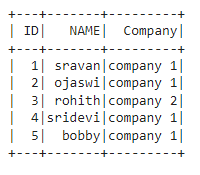 +---+-------+---------+
| ID|   NAME|  Company|
+---+-------+---------+
|  1| sravan|company 1|
|  2| ojaswi|company 1|
|  3| rohith|company 2|
|  4|sridevi|company 1|
|  5|  bobby|company 1|
+---+-------+---------+